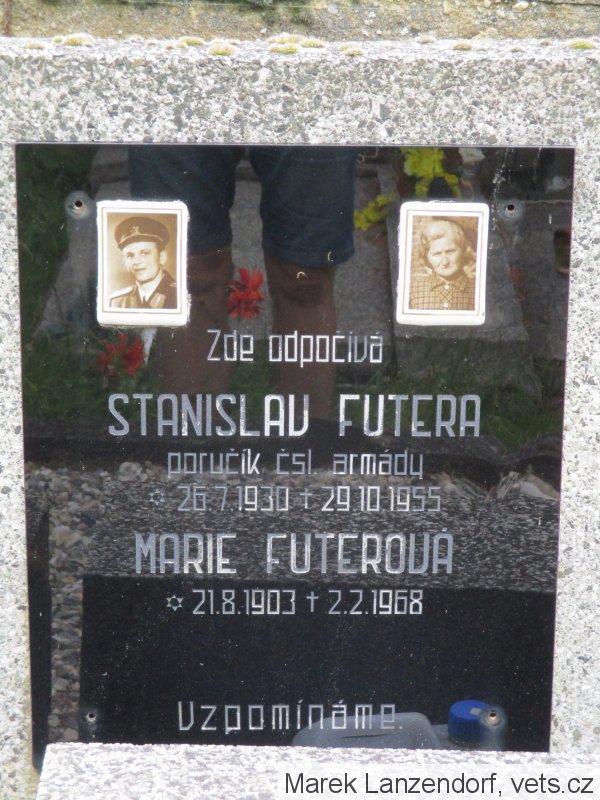 Zde odpočívá
STANISLAV FUTERA
poručík čsl. armády
✡ 26.7.1930 † 29.10.1955
MARIE FUTEROVÁ
✡ 21.8.1903 † 2.2.1968
Vzpomínáme.
Marek Lanzendorf, vets.cz